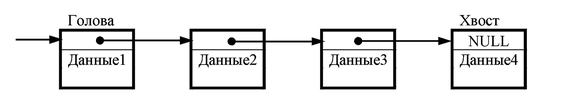 Голова
Хвост
NULL
Данные1
Данные2
Данные3
Данные4